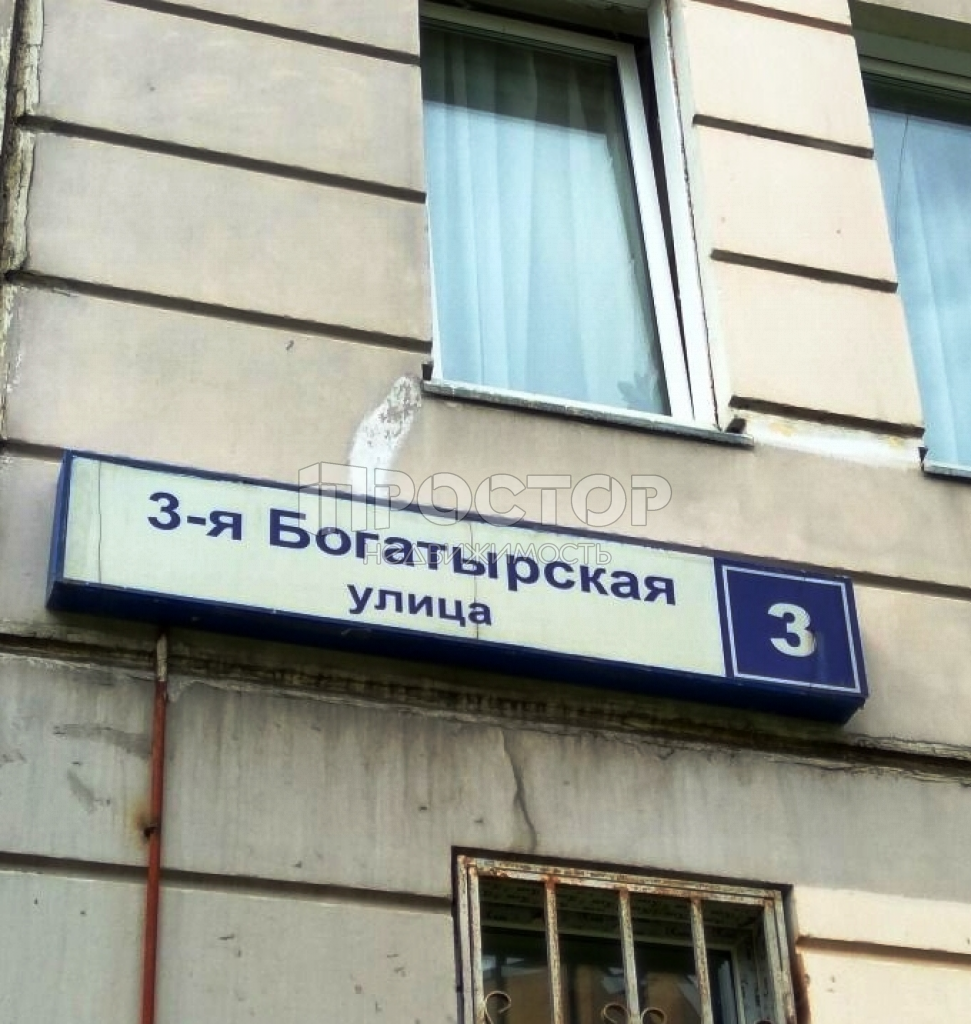 ПРОСТОР
недвижимость
3-я Богатырская
улица
3